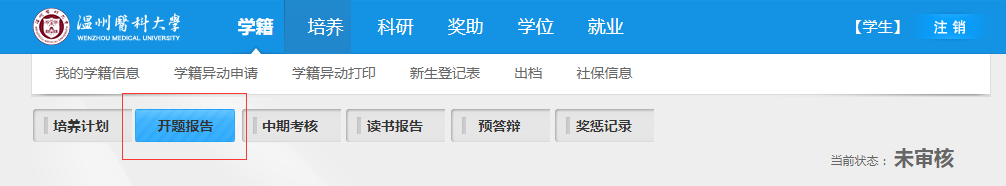 温州醫科大學 学籍 培养 科研 奖助 学位 就业 【学生】 注 销
WENZHOU MEDICAL UNIVERSITY
我的学籍信息 学籍异动申请 学籍异动打印 新生登记表 出档 社保信息
培养计划 开题报告 中期考核 读书报告 预答辩 奖惩记录
当前状态： 未审核